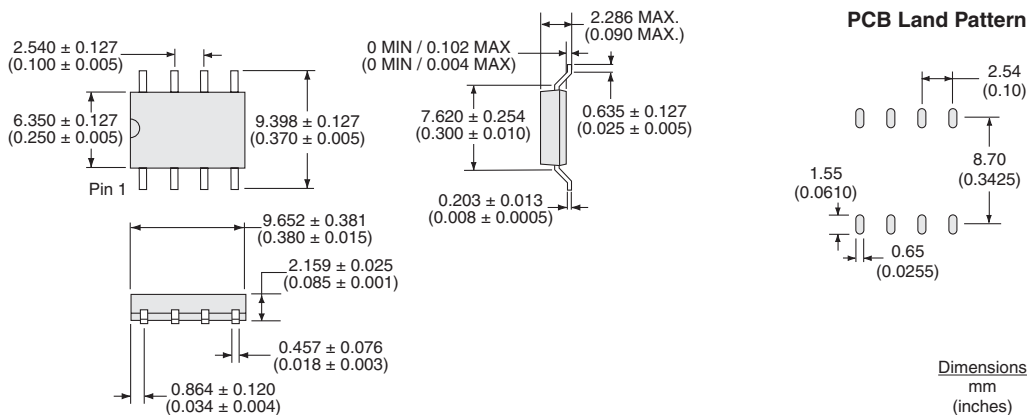 2.540 ± 0.127
(0.100 ± 0.005)
6.350 ± 0.127
(0.250 ± 0.005)
9.398 ± 0.127
(0.370 ± 0.005)
Pin 1
9.652 ± 0.381
(0.380 ± 0.015)
2.159 ± 0.025
(0.085 ± 0.001)
0.457 ± 0.076
(0.018 ± 0.003)
0.864 ± 0.120
(0.034 ± 0.004)
2.286 MAX.
(0.090 MAX.)
0 MIN / 0.102 MAX
(0 MIN / 0.004 MAX)
7.620 ± 0.254
(0.300 ± 0.010)
0.635 ± 0.127
(0.025 ± 0.005)
0.203 ± 0.013
(0.008 ± 0.0005)
PCB Land Pattern
2.54
(0.10)
8.70
(0.3425)
1.55
(0.0610)
0.65
(0.0255)
Dimensions
mm
(inches)